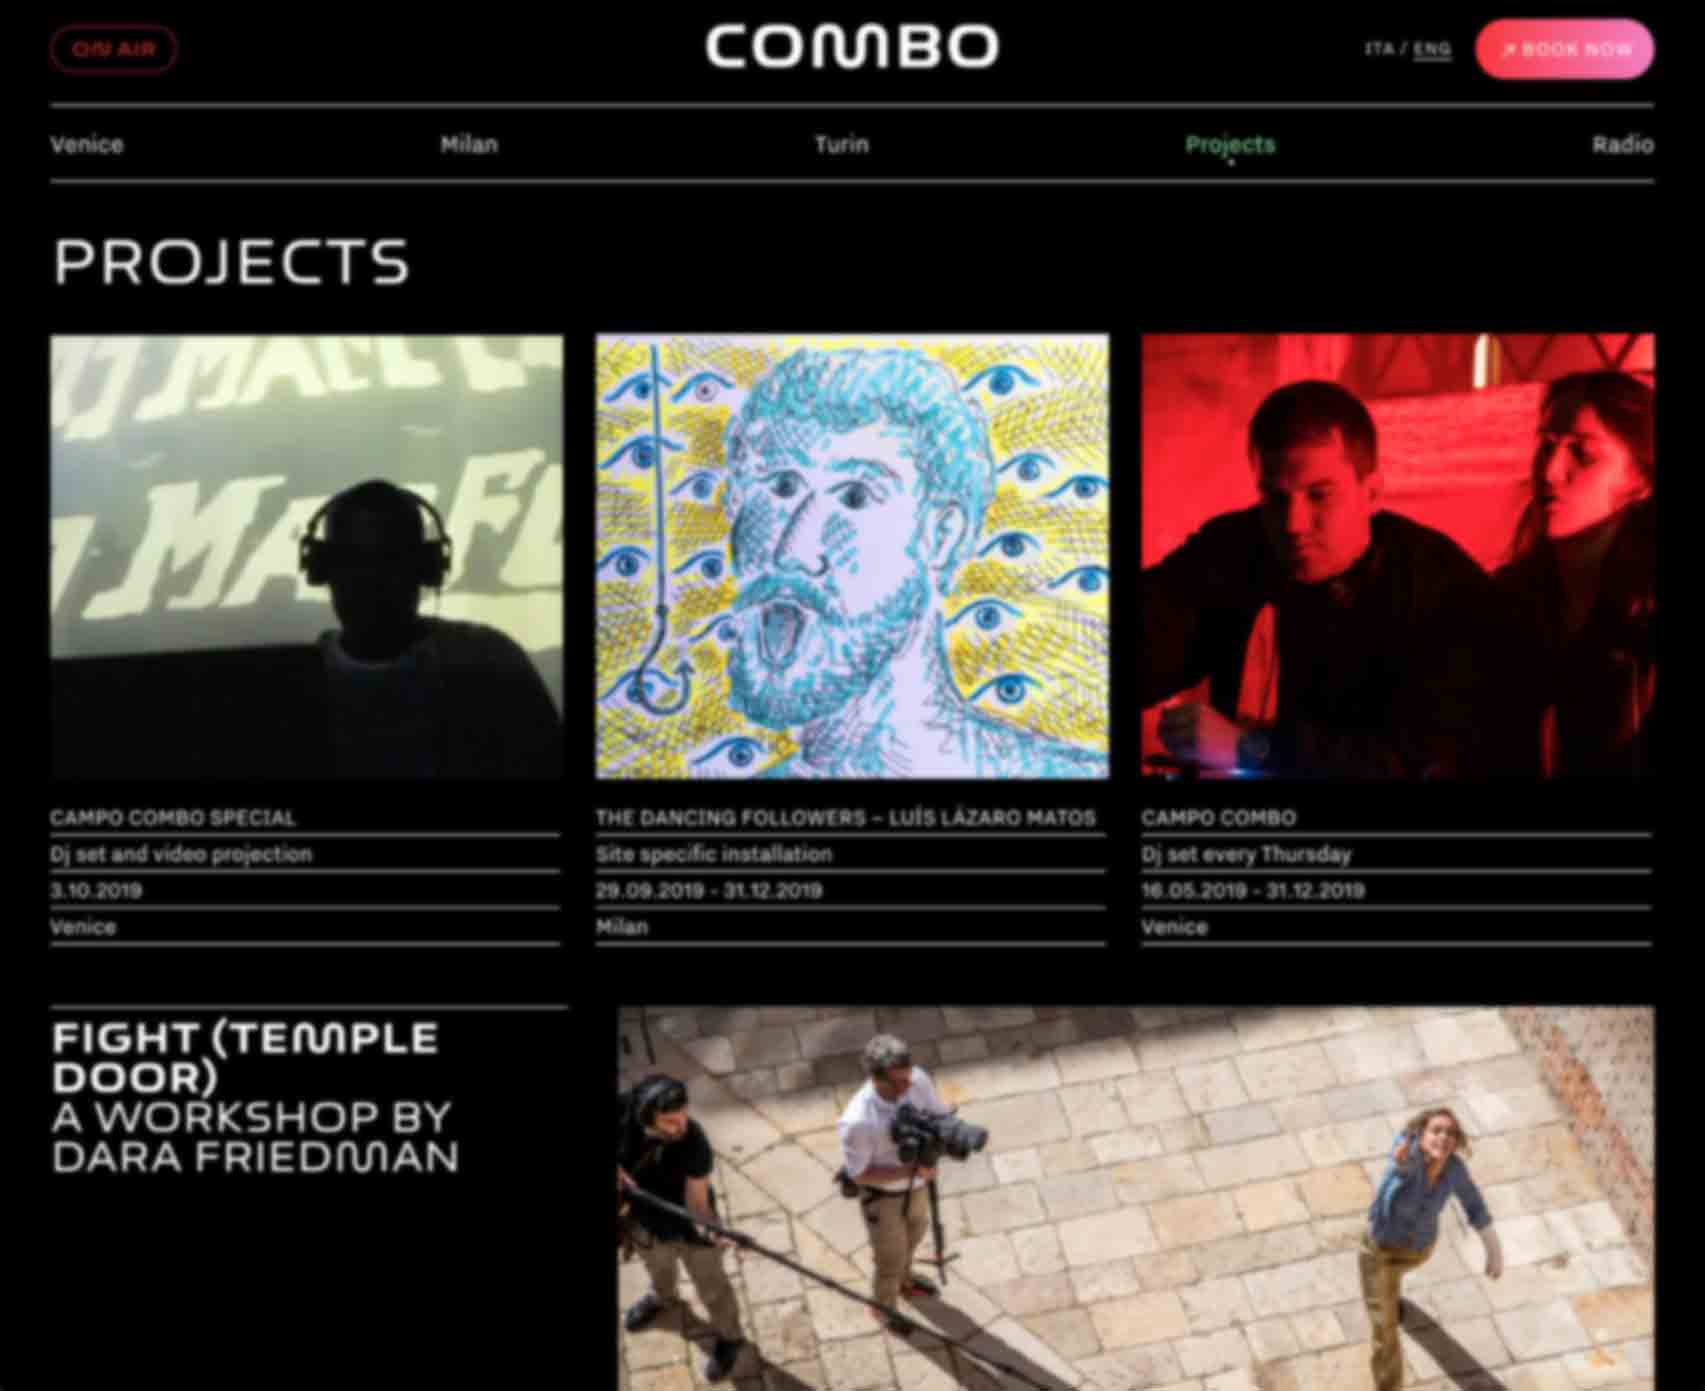 ON AIR
COMBO
ITA / ENG
↗ BOOK NOW
Venice
Milan
Turin
Projects
Radio
PROJECTS
CAMPO COMBO SPECIAL
Dj set and video projection
3.10.2019
Venice
THE DANCING FOLLOWERS – LUÍS LÁZARO MATOS
Site specific installation
29.09.2019 - 31.12.2019
Milan
CAMPO COMBO
Dj set every Thursday
16.05.2019 - 31.12.2019
Venice
FIGHT (TEMPLE
DOOR)
A WORKSHOP BY
DARA FRIEDMAN